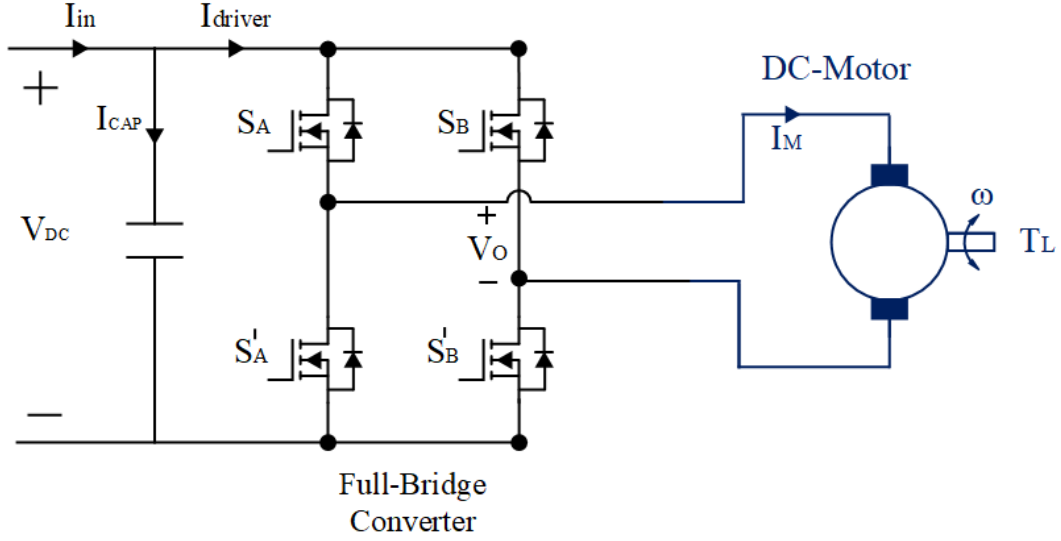 Iin
Idriver
DC-Motor
+
ICAP
SA
SB
IM
ω
VDC
+
VO
−
TL
S'A
S'B
−
Full-Bridge
Converter